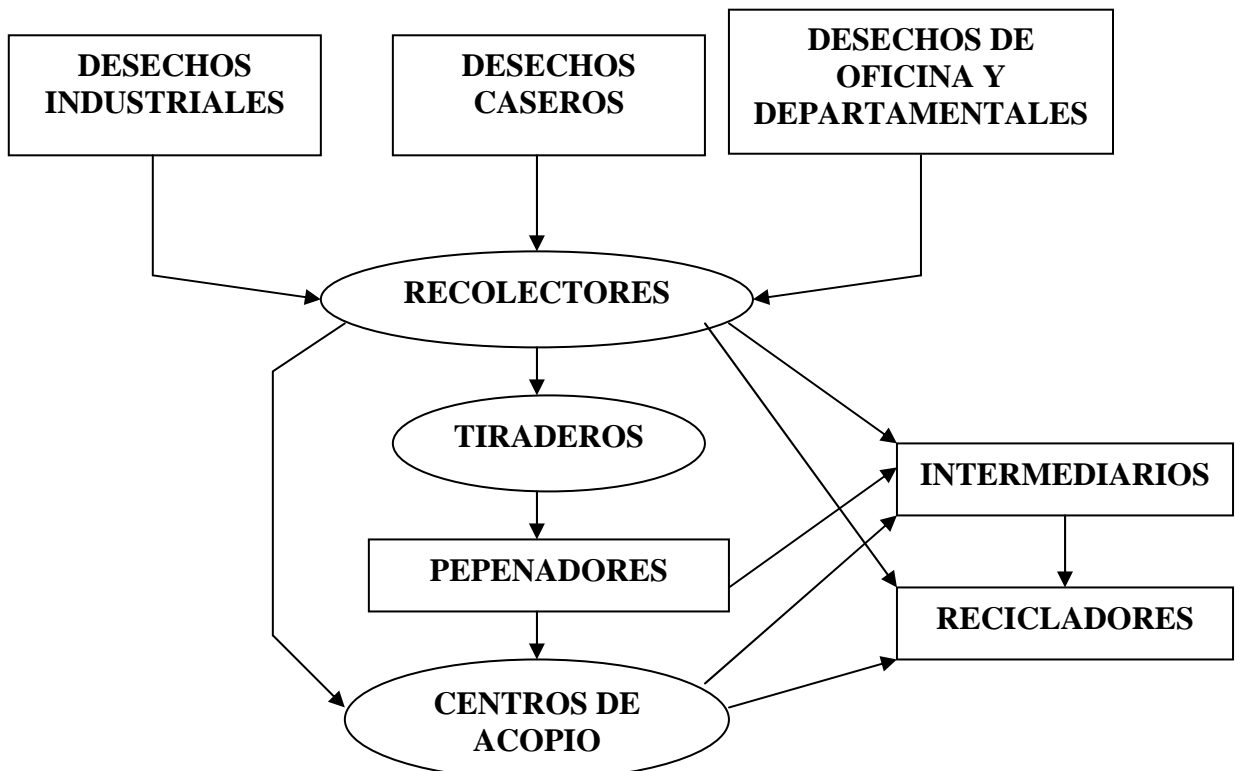 DESECHOS
INDUSTRIALES
DESECHOS
CASEROS
DESECHOS DE
OFICINA Y
DEPARTAMENTALES
RECOLECTORES
TIRADEROS
INTERMEDIARIOS
PEPENADORES
RECICLADORES
CENTROS DE
ACOPIO